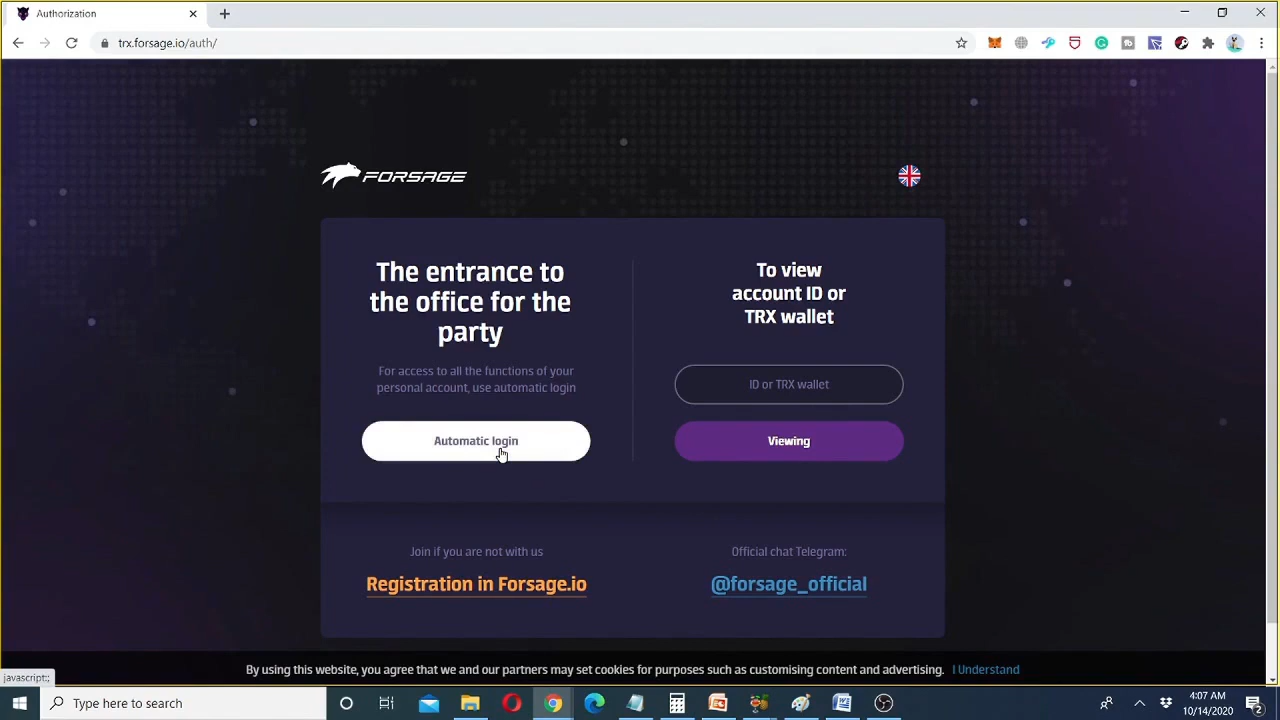 Authorization
trx.forsage.io/auth/
FORSAGE
The entrance to
the office for the
party
For access to all the functions of your
personal account, use automatic login
Automatic login
To view
account ID or
TRX wallet
ID or TRX wallet
Viewing
Join if you are not with us
Registration in Forsage.io
Official chat Telegram:
@forsage_official
By using this website, you agree that we and our partners may set cookies for purposes such as customising content and advertising. I Understand
javascript:;
Type here to search
4:07 AM
10/14/2020
2